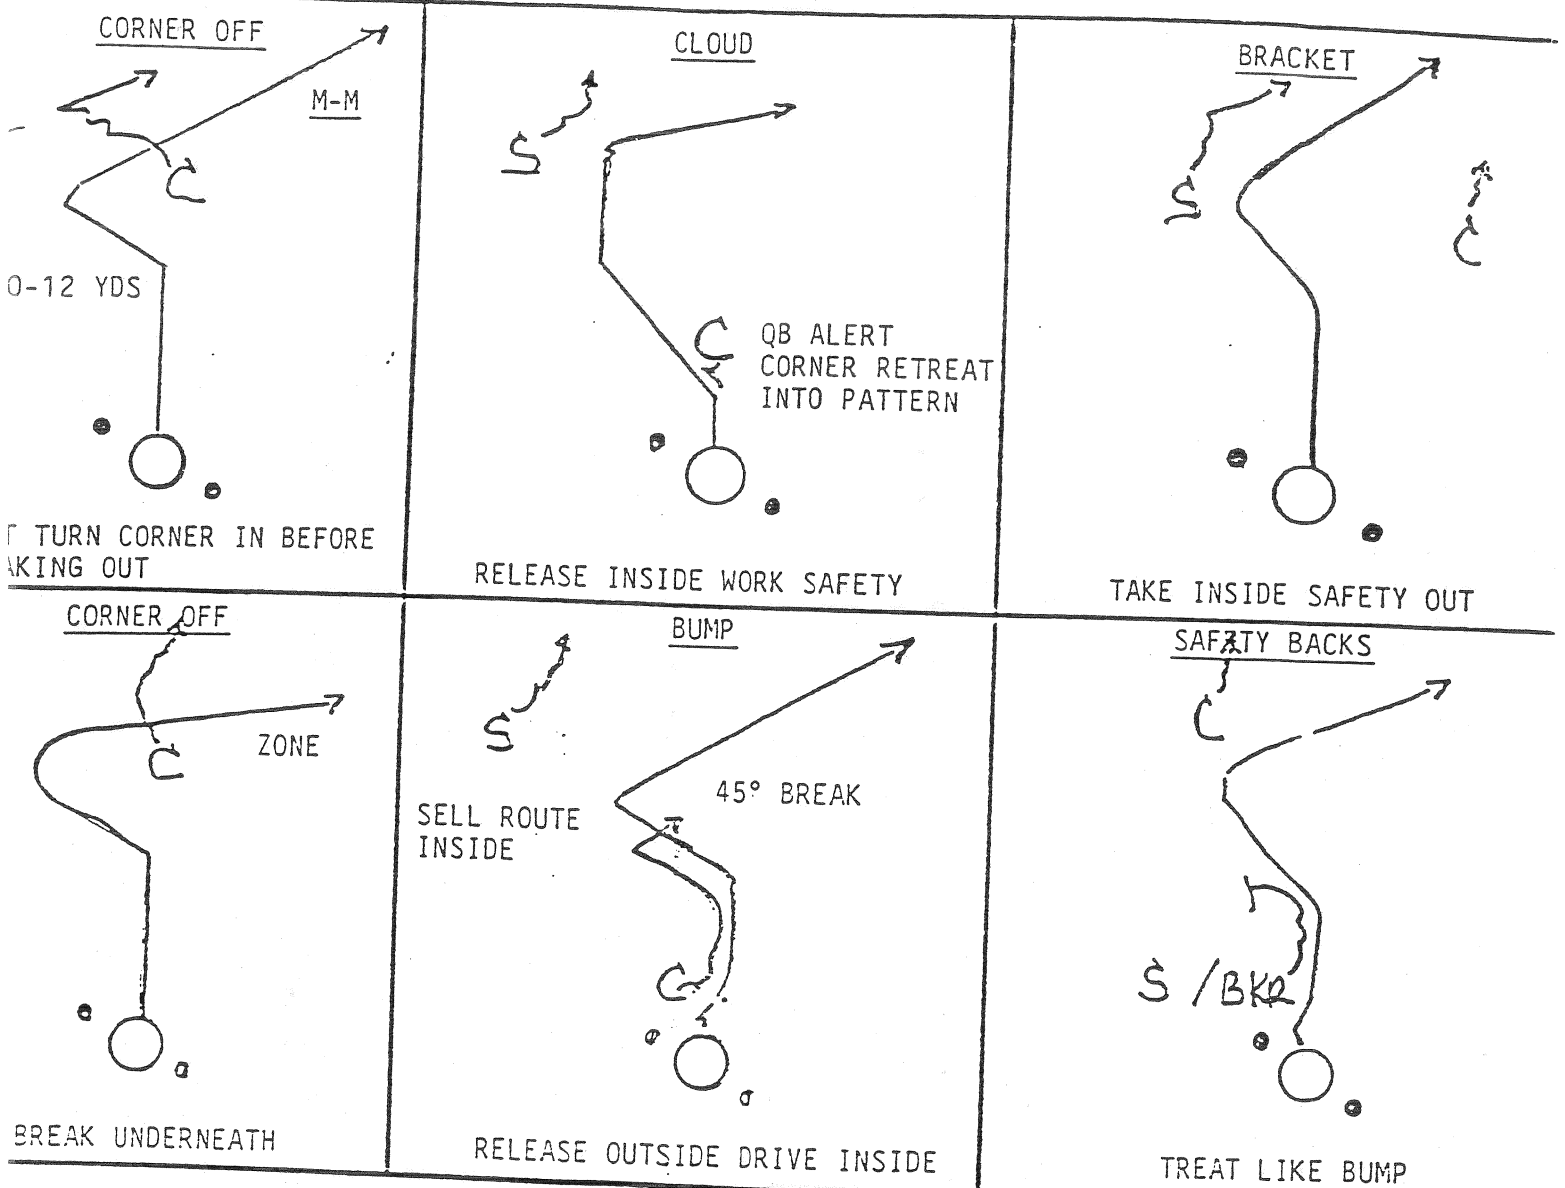 CORNER OFF
M-M
C
0-12 YDS
T TURN CORNER IN BEFORE
AKING OUT
CLOUD
S
C
QB ALERT
CORNER RETREAT
INTO PATTERN
RELEASE INSIDE WORK SAFETY
BRACKET
S
C
TAKE INSIDE SAFETY OUT
CORNER OFF
C
ZONE
BREAK UNDERNEATH
BUMP
S
45° BREAK
SELL ROUTE
INSIDE
C
RELEASE OUTSIDE DRIVE INSIDE
SAFETY BACKS
C
S /BKR
TREAT LIKE BUMP